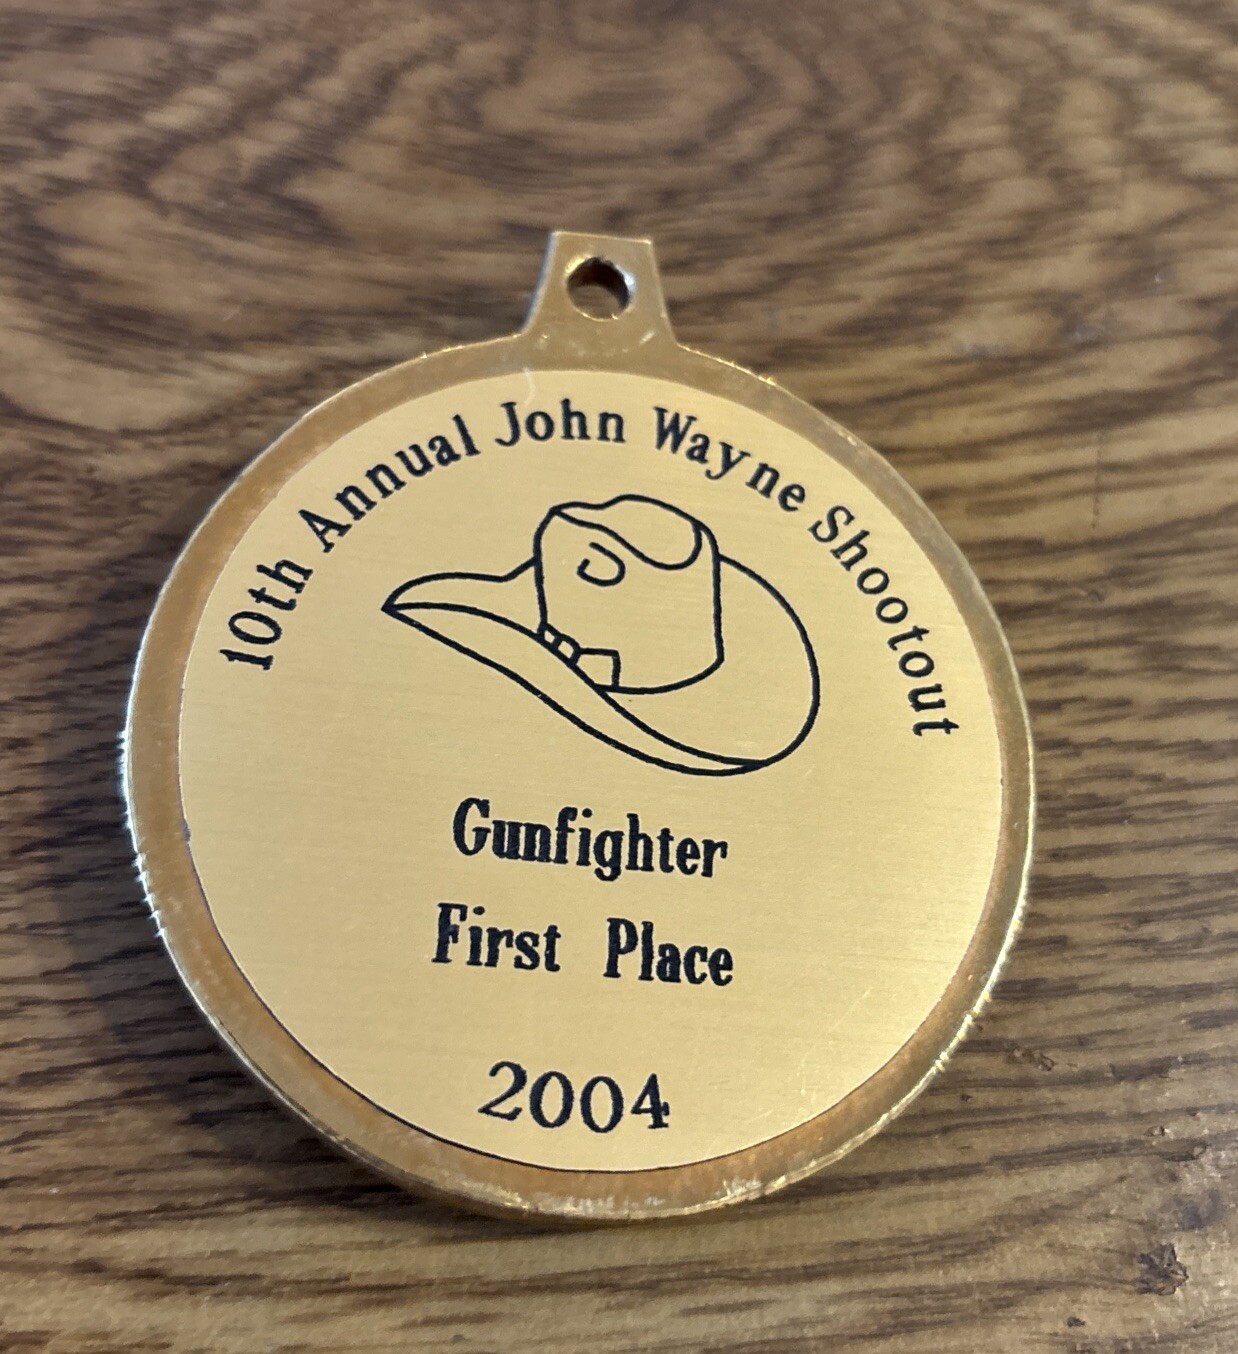 10th Annual John Wayne Shootout
Gunfighter
First Place
2004